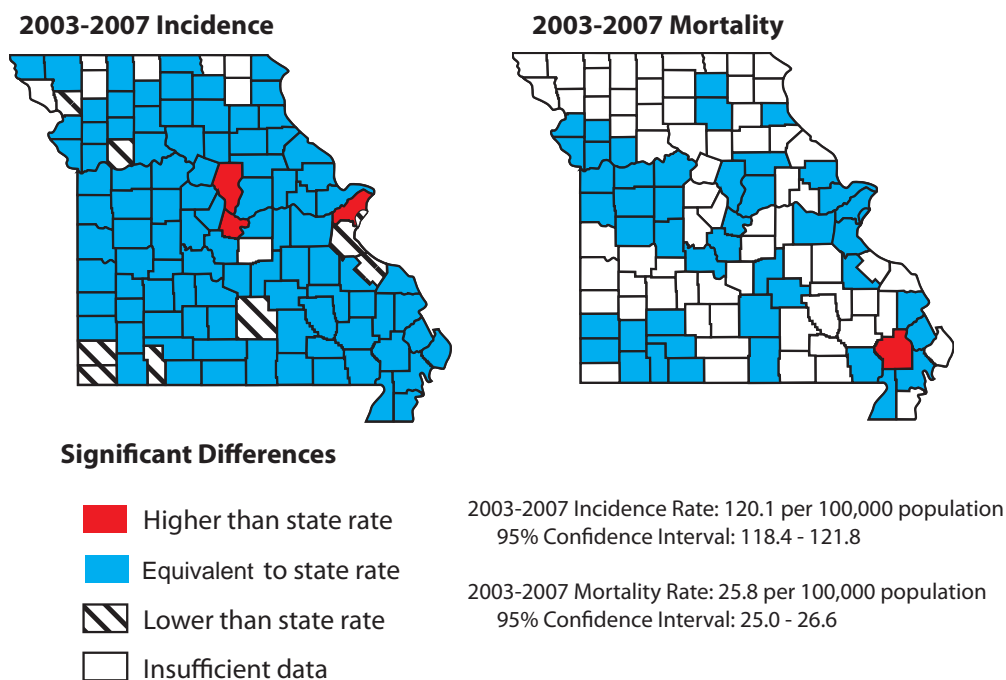 2003-2007 Incidence
2003-2007 Mortality
Significant Differences
Higher than state rate
Equivalent to state rate
Lower than state rate
Insufficient data
2003-2007 Incidence Rate: 120.1 per 100,000 population
95% Confidence Interval: 118.4 - 121.8
2003-2007 Mortality Rate: 25.8 per 100,000 population
95% Confidence Interval: 25.0 - 26.6